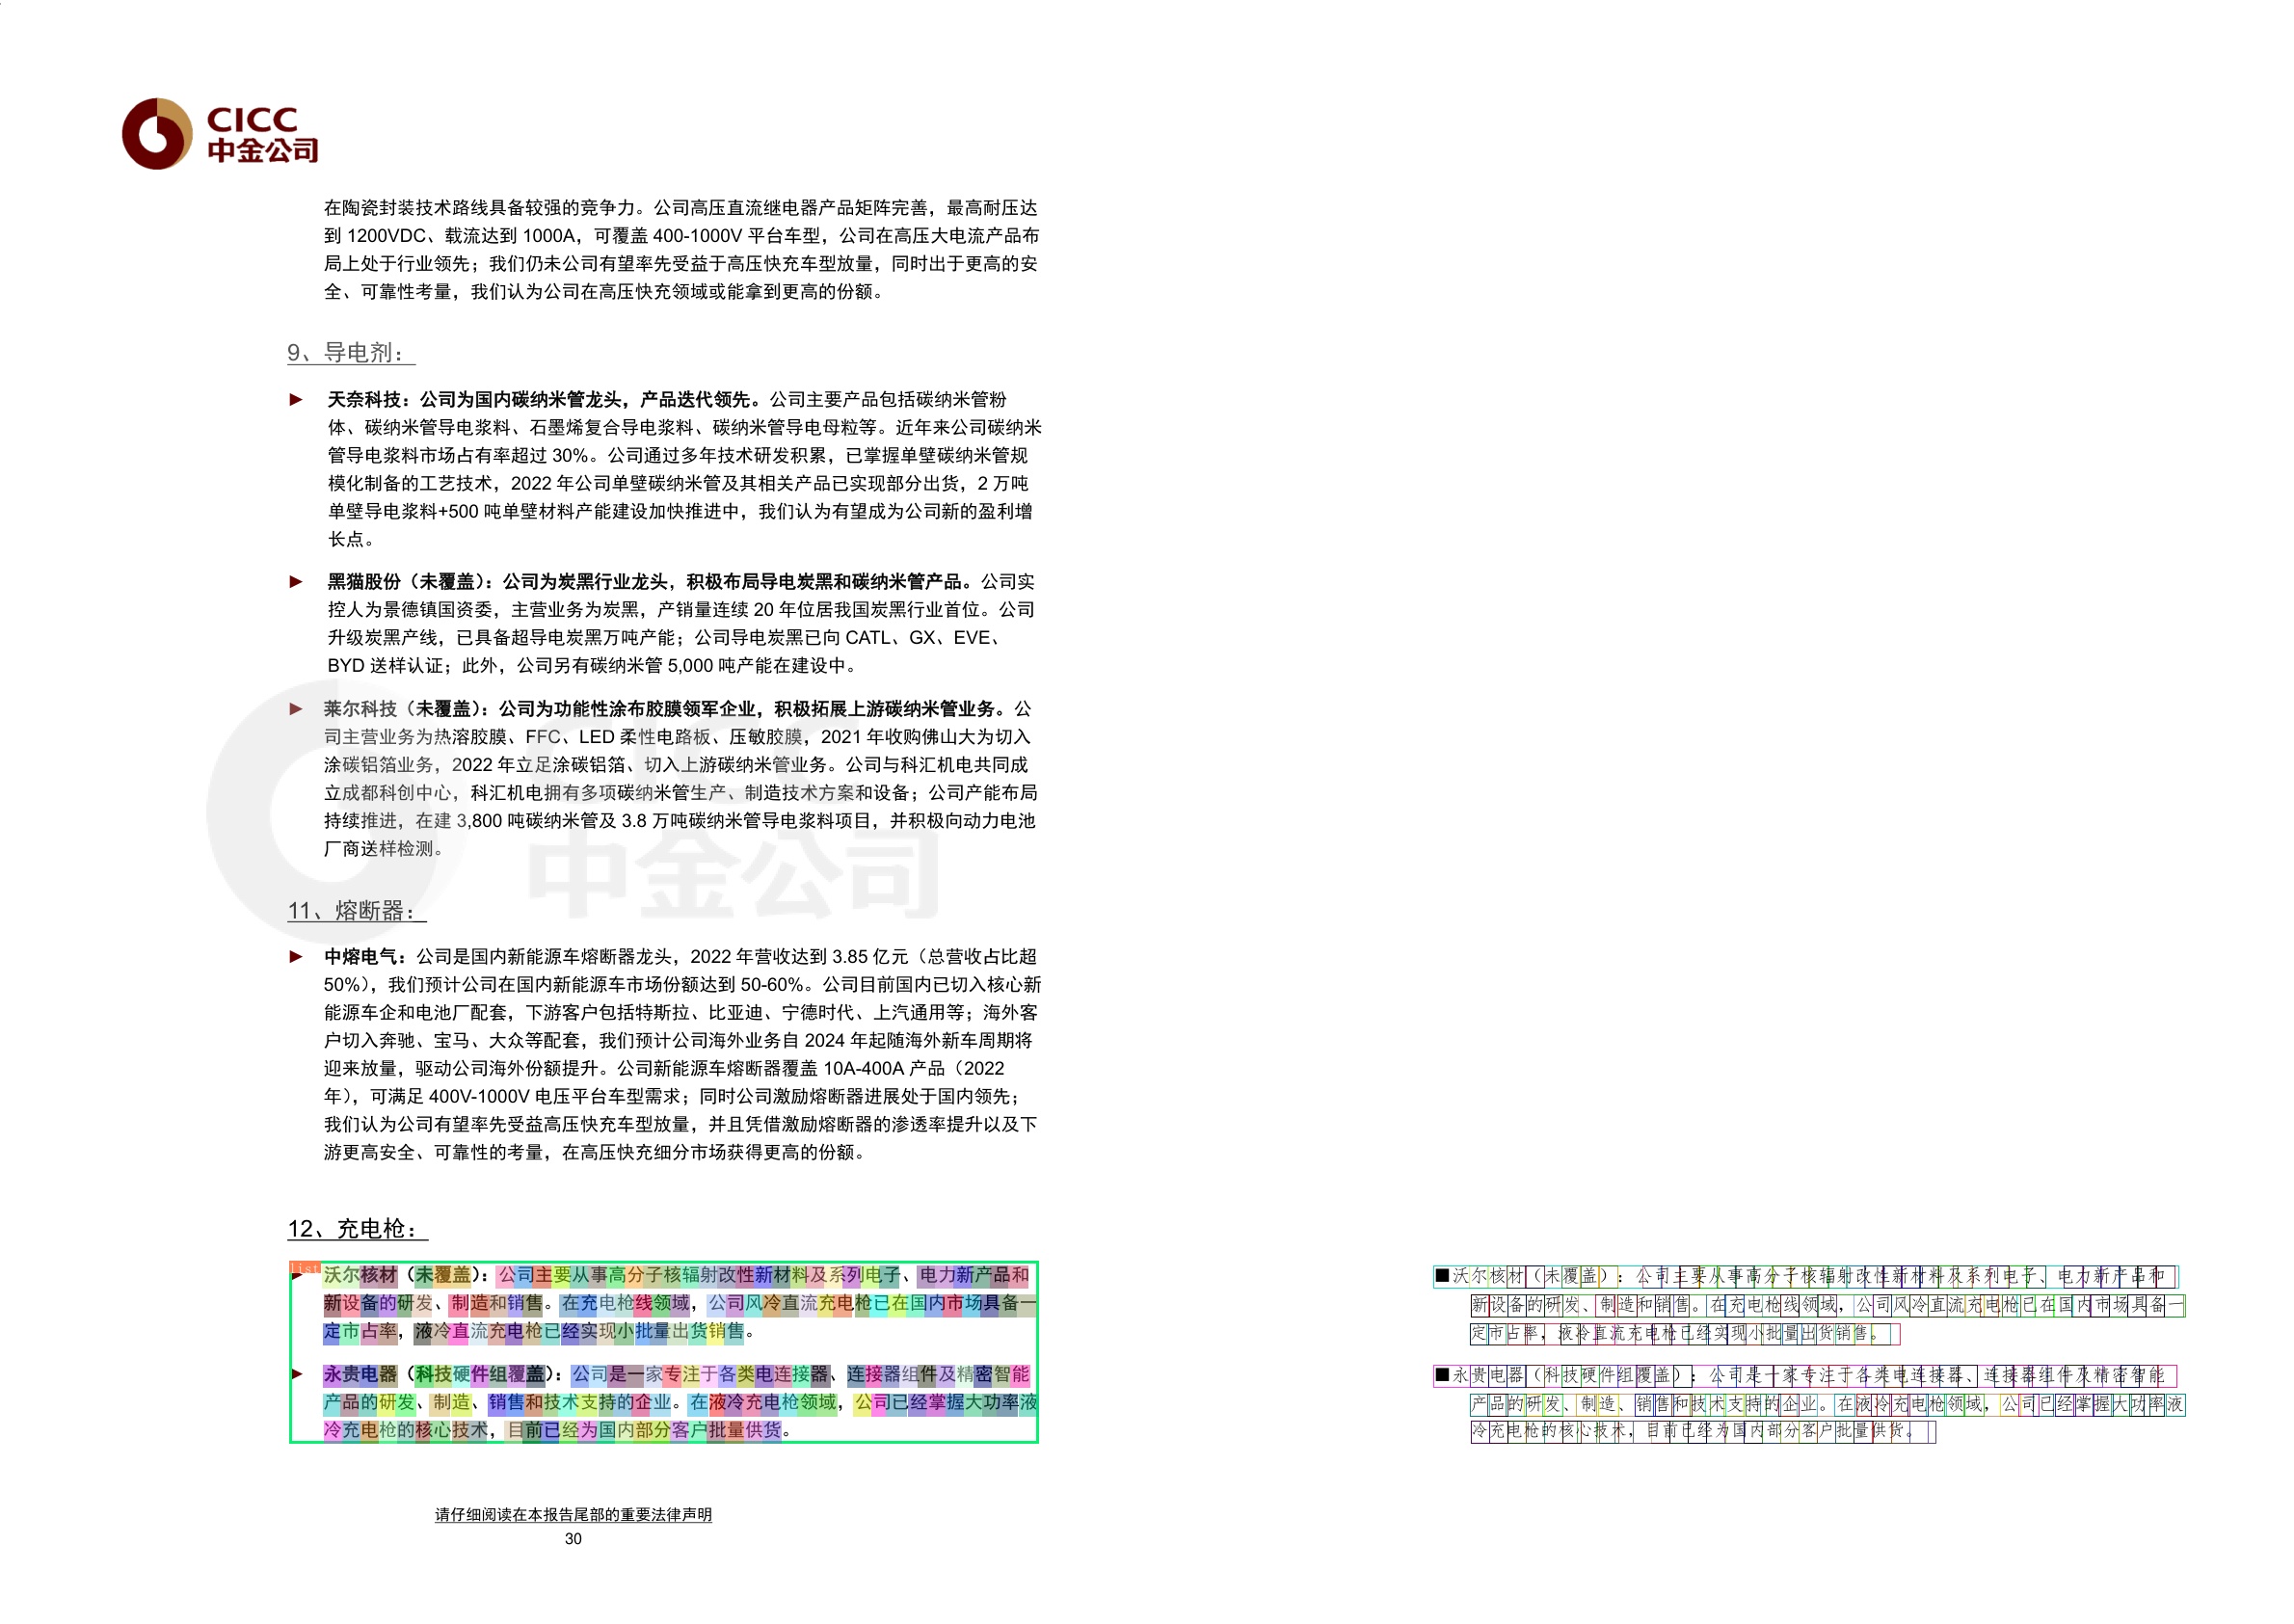 CICC
中金公司
在陶瓷封装技术路线具备较强的竞争力。公司高压直流继电器产品矩阵完善，最高耐压达
到 1200VDC、载流达到 1000A，可覆盖 400-1000V 平台车型，公司在高压大电流产品布
局上处于行业领先；我们仍未公司有望率先受益于高压快充车型放量，同时出于更高的安
全、可靠性考量，我们认为公司在高压快充领域或能拿到更高的份额。
9、导电剂：
► 天奈科技：公司为国内碳纳米管龙头，产品迭代领先。公司主要产品包括碳纳米管粉
体、碳纳米管导电浆料、石墨烯复合导电浆料、碳纳米管导电母粒等。近年来公司碳纳米
管导电浆料市场占有率超过 30%。公司通过多年技术研发积累，已掌握单壁碳纳米管规
模化制备的工艺技术，2022 年公司单壁碳纳米管及其相关产品已实现部分出货，2 万吨
单壁导电浆料+500 吨单壁材料产能建设加快推进中，我们认为有望成为公司新的盈利增
长点。
► 黑猫股份（未覆盖）：公司为炭黑行业龙头，积极布局导电炭黑和碳纳米管产品。公司实
控人为景德镇国资委，主营业务为炭黑，产销量连续 20 年位居我国炭黑行业首位。公司
升级炭黑产线，已具备超导电炭黑万吨产能；公司导电炭黑已向 CATL、GX、EVE、
BYD 送样认证；此外，公司另有碳纳米管 5,000 吨产能在建设中。
► 莱尔科技（未覆盖）：公司为功能性涂布胶膜领军企业，积极拓展上游碳纳米管业务。公
司主营业务为热溶胶膜、FFC、LED 柔性电路板、压敏胶膜，2021 年收购佛山大为切入
涂碳铝箔业务，2022 年立足涂碳铝箔、切入上游碳纳米管业务。公司与科汇机电共同成
立成都科创中心，科汇机电拥有多项碳纳米管生产、制造技术方案和设备；公司产能布局
持续推进，在建 3,800 吨碳纳米管及 3.8 万吨碳纳米管导电浆料项目，并积极向动力电池
厂商送样检测。
CICC
中金公司
11、熔断器：
► 中熔电气：公司是国内新能源车熔断器龙头，2022 年营收达到 3.85 亿元（总营收占比超
50%），我们预计公司在国内新能源车市场份额达到 50-60%。公司目前国内已切入核心新
能源车企和电池厂配套，下游客户包括特斯拉、比亚迪、宁德时代、上汽通用等；海外客
户切入奔驰、宝马、大众等配套，我们预计公司海外业务自 2024 年起随海外新车周期将
迎来放量，驱动公司海外份额提升。公司新能源车熔断器覆盖 10A-400A 产品（2022
年），可满足 400V-1000V 电压平台车型需求；同时公司激励熔断器进展处于国内领先；
我们认为公司有望率先受益高压快充车型放量，并且凭借激励熔断器的渗透率提升以及下
游更高安全、可靠性的考量，在高压快充细分市场获得更高的份额。
12、充电枪：
list
► 沃尔核材（未覆盖）：公司主要从事高分子核辐射改性新材料及系列电子、电力新产品和
新设备的研发、制造和销售。在充电枪线领域，公司风冷直流充电枪已在国内市场具备一
定市占率，液冷直流充电枪已经实现小批量出货销售。
► 永贵电器（科技硬件组覆盖）：公司是一家专注于各类电连接器、连接器组件及精密智能
产品的研发、制造、销售和技术支持的企业。在液冷充电枪领域，公司已经掌握大功率液
冷充电枪的核心技术，目前已经为国内部分客户批量供货。
请仔细阅读在本报告尾部的重要法律声明
30
■沃尔核材（未覆盖）：公司主要从事高分子核辐射改性新材料及系列电子、电力新产品和
新设备的研发、制造和销售。在充电枪线领域，公司风冷直流充电枪已在国内市场具备一
定市占率，液冷直流充电枪已经实现小批量出货销售。
■永贵电器（科技硬件组覆盖）：公司是一家专注于各类电连接器、连接器组件及精密智能
产品的研发、制造、销售和技术支持的企业。在液冷充电枪领域，公司已经掌握大功率液
冷充电枪的核心技术，目前已经为国内部分客户批量供货。